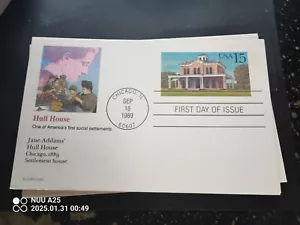 USA 15
CHICAGO, IL
SEP
16
1989
60607
FIRST DAY OF ISSUE
Hull House
One of America's first social settlements
Jane Addams'
Hull House
Chicago, 1889
Settlement house
NUU A25
2025.01.31 00:49